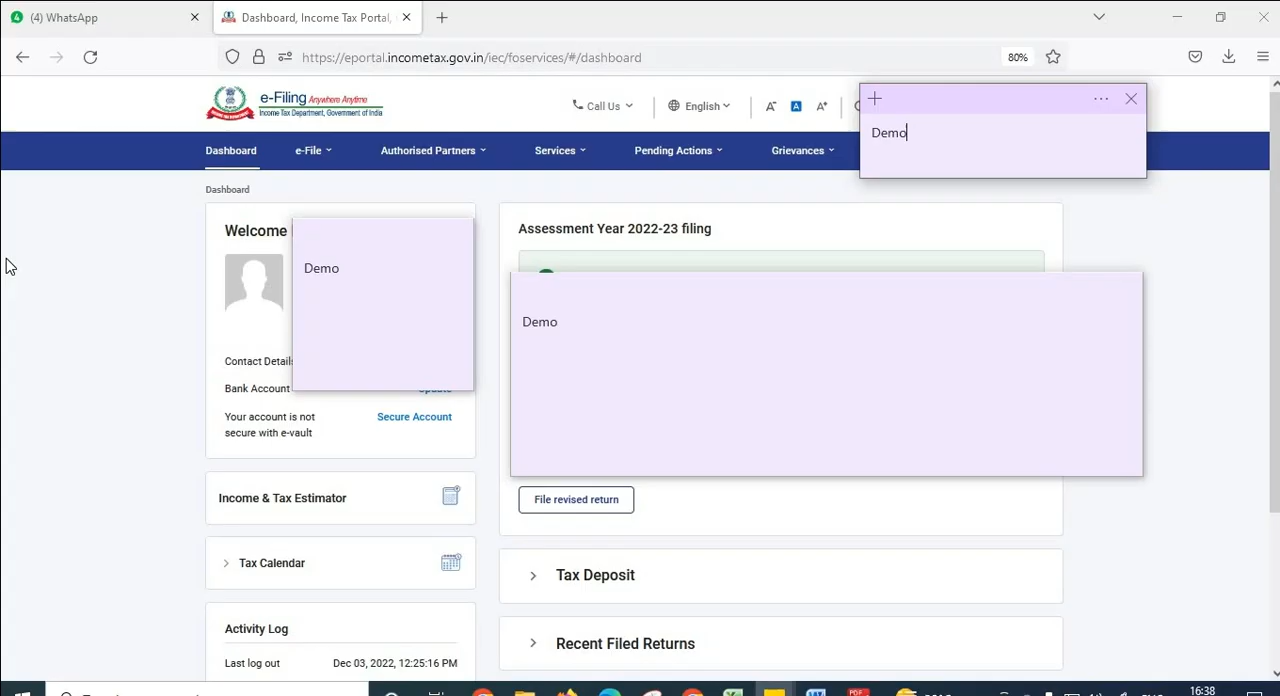 (4) WhatsApp
Dashboard, Income Tax Portal,
https://eportal.incometax.gov.in/iec/foservices/#/dashboard
80%
e-Filing Anywhere Anytime
Income Tax Department, Government of India
Call Us
English
A-
A
A+
Demo
Dashboard
e-File
Authorised Partners
Services
Pending Actions
Grievances
Dashboard
Welcome
Demo
Contact Details
Bank Account
Update
Your account is not
secure with e-vault
Secure Account
Assessment Year 2022-23 filing
Demo
File revised return
Income & Tax Estimator
Tax Calendar
Tax Deposit
Activity Log
Last log out
Dec 03, 2022, 12:25:16 PM
Recent Filed Returns
16:38